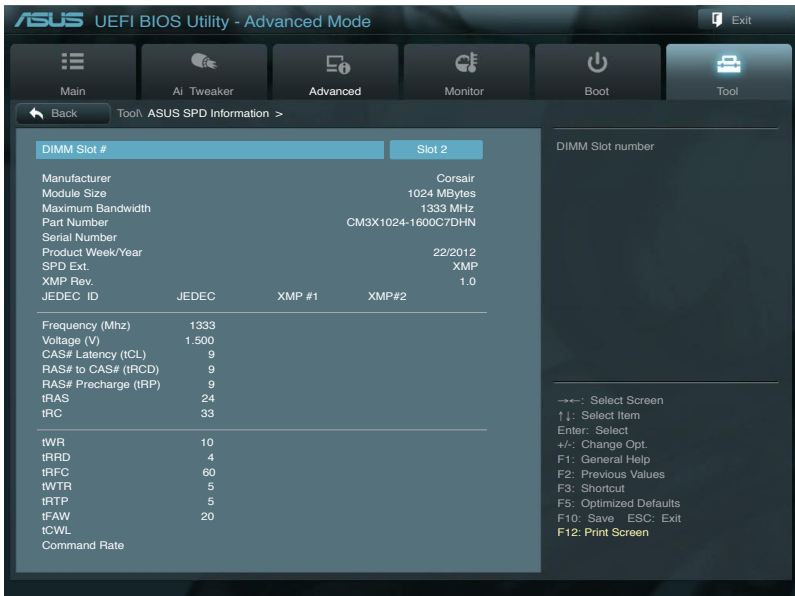 ASUS UEFI BIOS Utility - Advanced Mode
Exit
Main
Ai Tweaker
Advanced
Monitor
Boot
Tool
Back
Tool\ ASUS SPD Information >
DIMM Slot # Slot 2
Manufacturer Corsair
Module Size 1024 MBytes
Maximum Bandwidth 1333 MHz
Part Number CM3X1024-1600C7DHN
Serial Number
Product Week/Year 22/2012
SPD Ext. XMP
XMP Rev. 1.0
JEDEC ID JEDEC XMP #1 XMP#2
Frequency (Mhz) 1333
Voltage (V) 1.500
CAS# Latency (tCL) 9
RAS# to CAS# (tRCD) 9
RAS# Precharge (tRP) 9
tRAS 24
tRC 33
tWR 10
tRRD 4
tRFC 60
tWTR 5
tRTP 5
tFAW 20
tCWL
Command Rate
DIMM Slot number
→←: Select Screen
↑↓: Select Item
Enter: Select
+/-: Change Opt.
F1: General Help
F2: Previous Values
F3: Shortcut
F5: Optimized Defaults
F10: Save ESC: Exit
F12: Print Screen